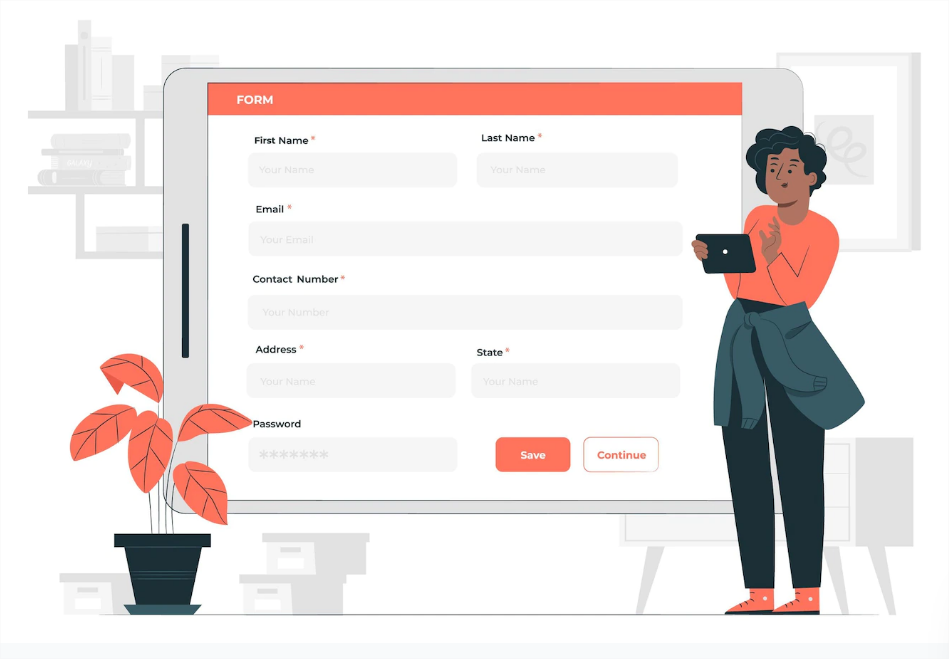 FORM
First Name * Last Name *
Your Name Your Name
Email *
Your Email
Contact Number *
Your Number
Address * State *
Your Name Your Name
Password
*******
Save Continue